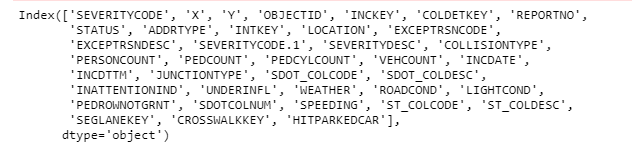 Index(['SEVERITYCODE', 'X', 'Y', 'OBJECTID', 'INCKEY', 'COLDETKEY', 'REPORTNO',
'STATUS', 'ADDRTYPE', 'INTKEY', 'LOCATION', 'EXCEPTRSNCODE',
'EXCEPTRSNDESC', 'SEVERITYCODE.1', 'SEVERITYDESC', 'COLLISIONTYPE',
'PERSONCOUNT', 'PEDCOUNT', 'PEDCYLCOUNT', 'VEHCOUNT', 'INCDATE',
'INCDTTM', 'JUNCTIONTYPE', 'SDOT_COLCODE', 'SDOT_COLDESC',
'INATTENTIONIND', 'UNDERINFL', 'WEATHER', 'ROADCOND', 'LIGHTCOND',
'PEDROWNOTGRNT', 'SDOTCOLNUM', 'SPEEDING', 'ST_COLCODE', 'ST_COLDESC',
'SEGLANEKEY', 'CROSSWALKKEY', 'HITPARKEDCAR'],
dtype='object')